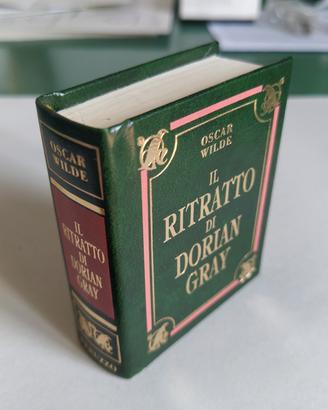 OSCAR
WILDE
IL
RITRATTO
DI
DORIAN
GRAY
OSCAR
WILDE
IL
RITRATTO
DI
DORIAN
GRAY